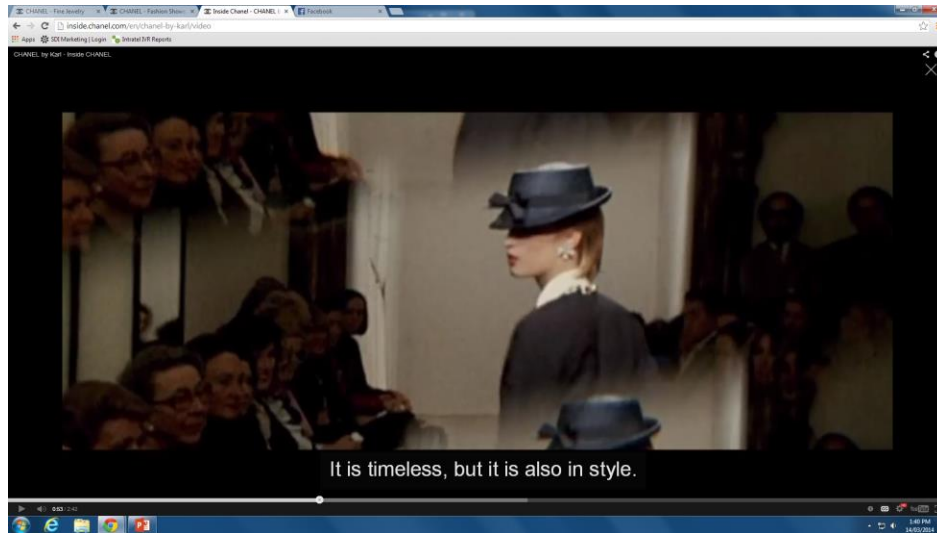 CHANEL - Fine Jewelry
CHANEL - Fashion Shows
Inside Chanel - CHANEL
Facebook
inside.chanel.com/en/chanel-by-karl/video
Apps SDI Marketing | Login Intratel IVR Reports
CHANEL by Karl - Inside CHANEL
It is timeless, but it is also in style.
0:53 / 2:42
1:40 PM
14/03/2014